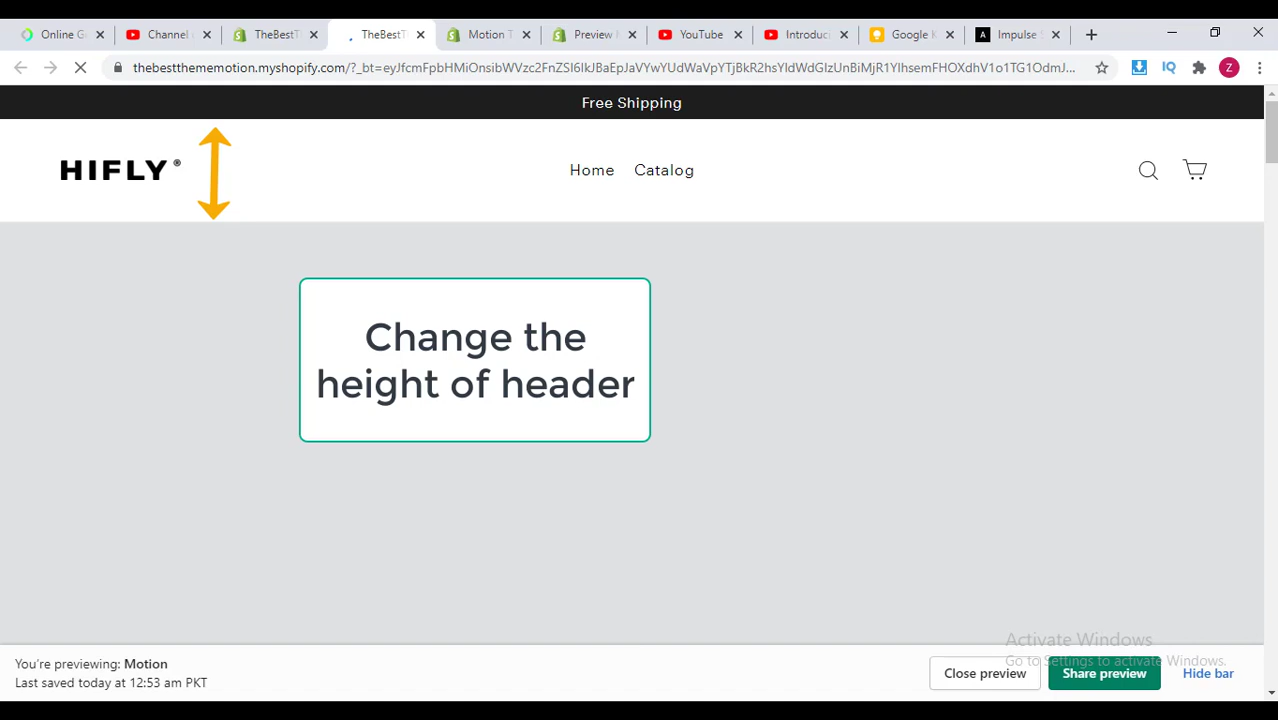 Online G
Channel
TheBestT
TheBestT
Motion T
Preview
YouTube
Introduci
Google K
Impulse
thebestthememotion.myshopify.com/?_bt=eyJfcmFpbHMiOnsibWVzc2FnZSI6IkJBaEpJaVYwYUdWaVpYTjBkR2hsYldWdGIzUnBiMjR1YlhsemFHOXdhV1o1TG1OdmJ...
IQ
Z
Free Shipping
HIFLY®
Home
Catalog
Change the
height of header
Activate Windows
Go to Settings to activate Windows.
You're previewing: Motion
Last saved today at 12:53 am PKT
Close preview
Share preview
Hide bar